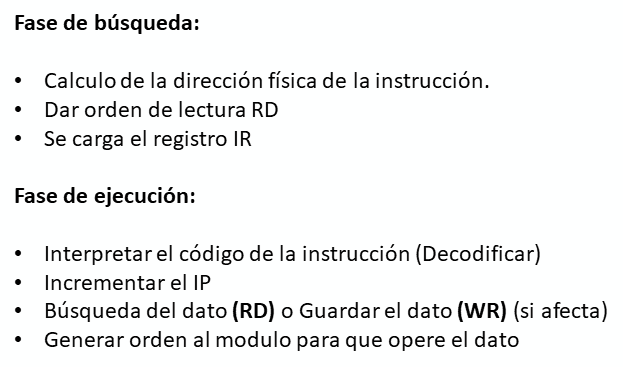 Fase de búsqueda:
• Calculo de la dirección física de la instrucción.
• Dar orden de lectura RD
• Se carga el registro IR
Fase de ejecución:
• Interpretar el código de la instrucción (Decodificar)
• Incrementar el IP
• Búsqueda del dato (RD) o Guardar el dato (WR) (si afecta)
• Generar orden al modulo para que opere el dato